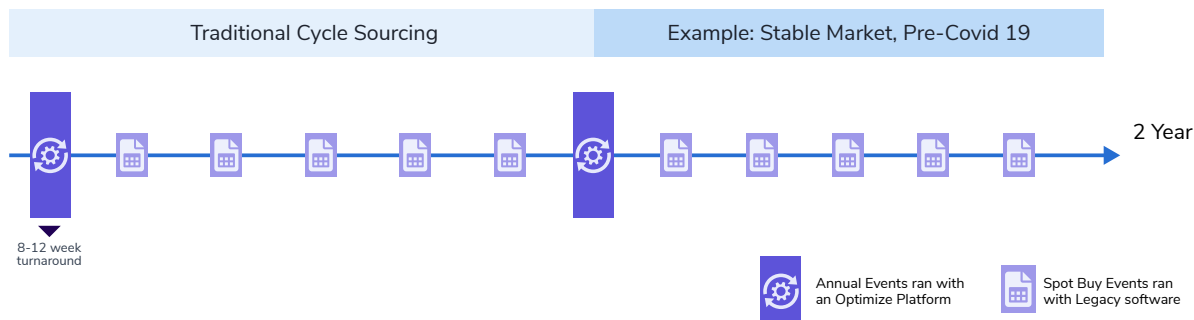 Traditional Cycle Sourcing
Example: Stable Market, Pre-Covid 19
2 Year
8-12 week
turnaround
Annual Events ran with
an Optimize Platform
Spot Buy Events ran
with Legacy software